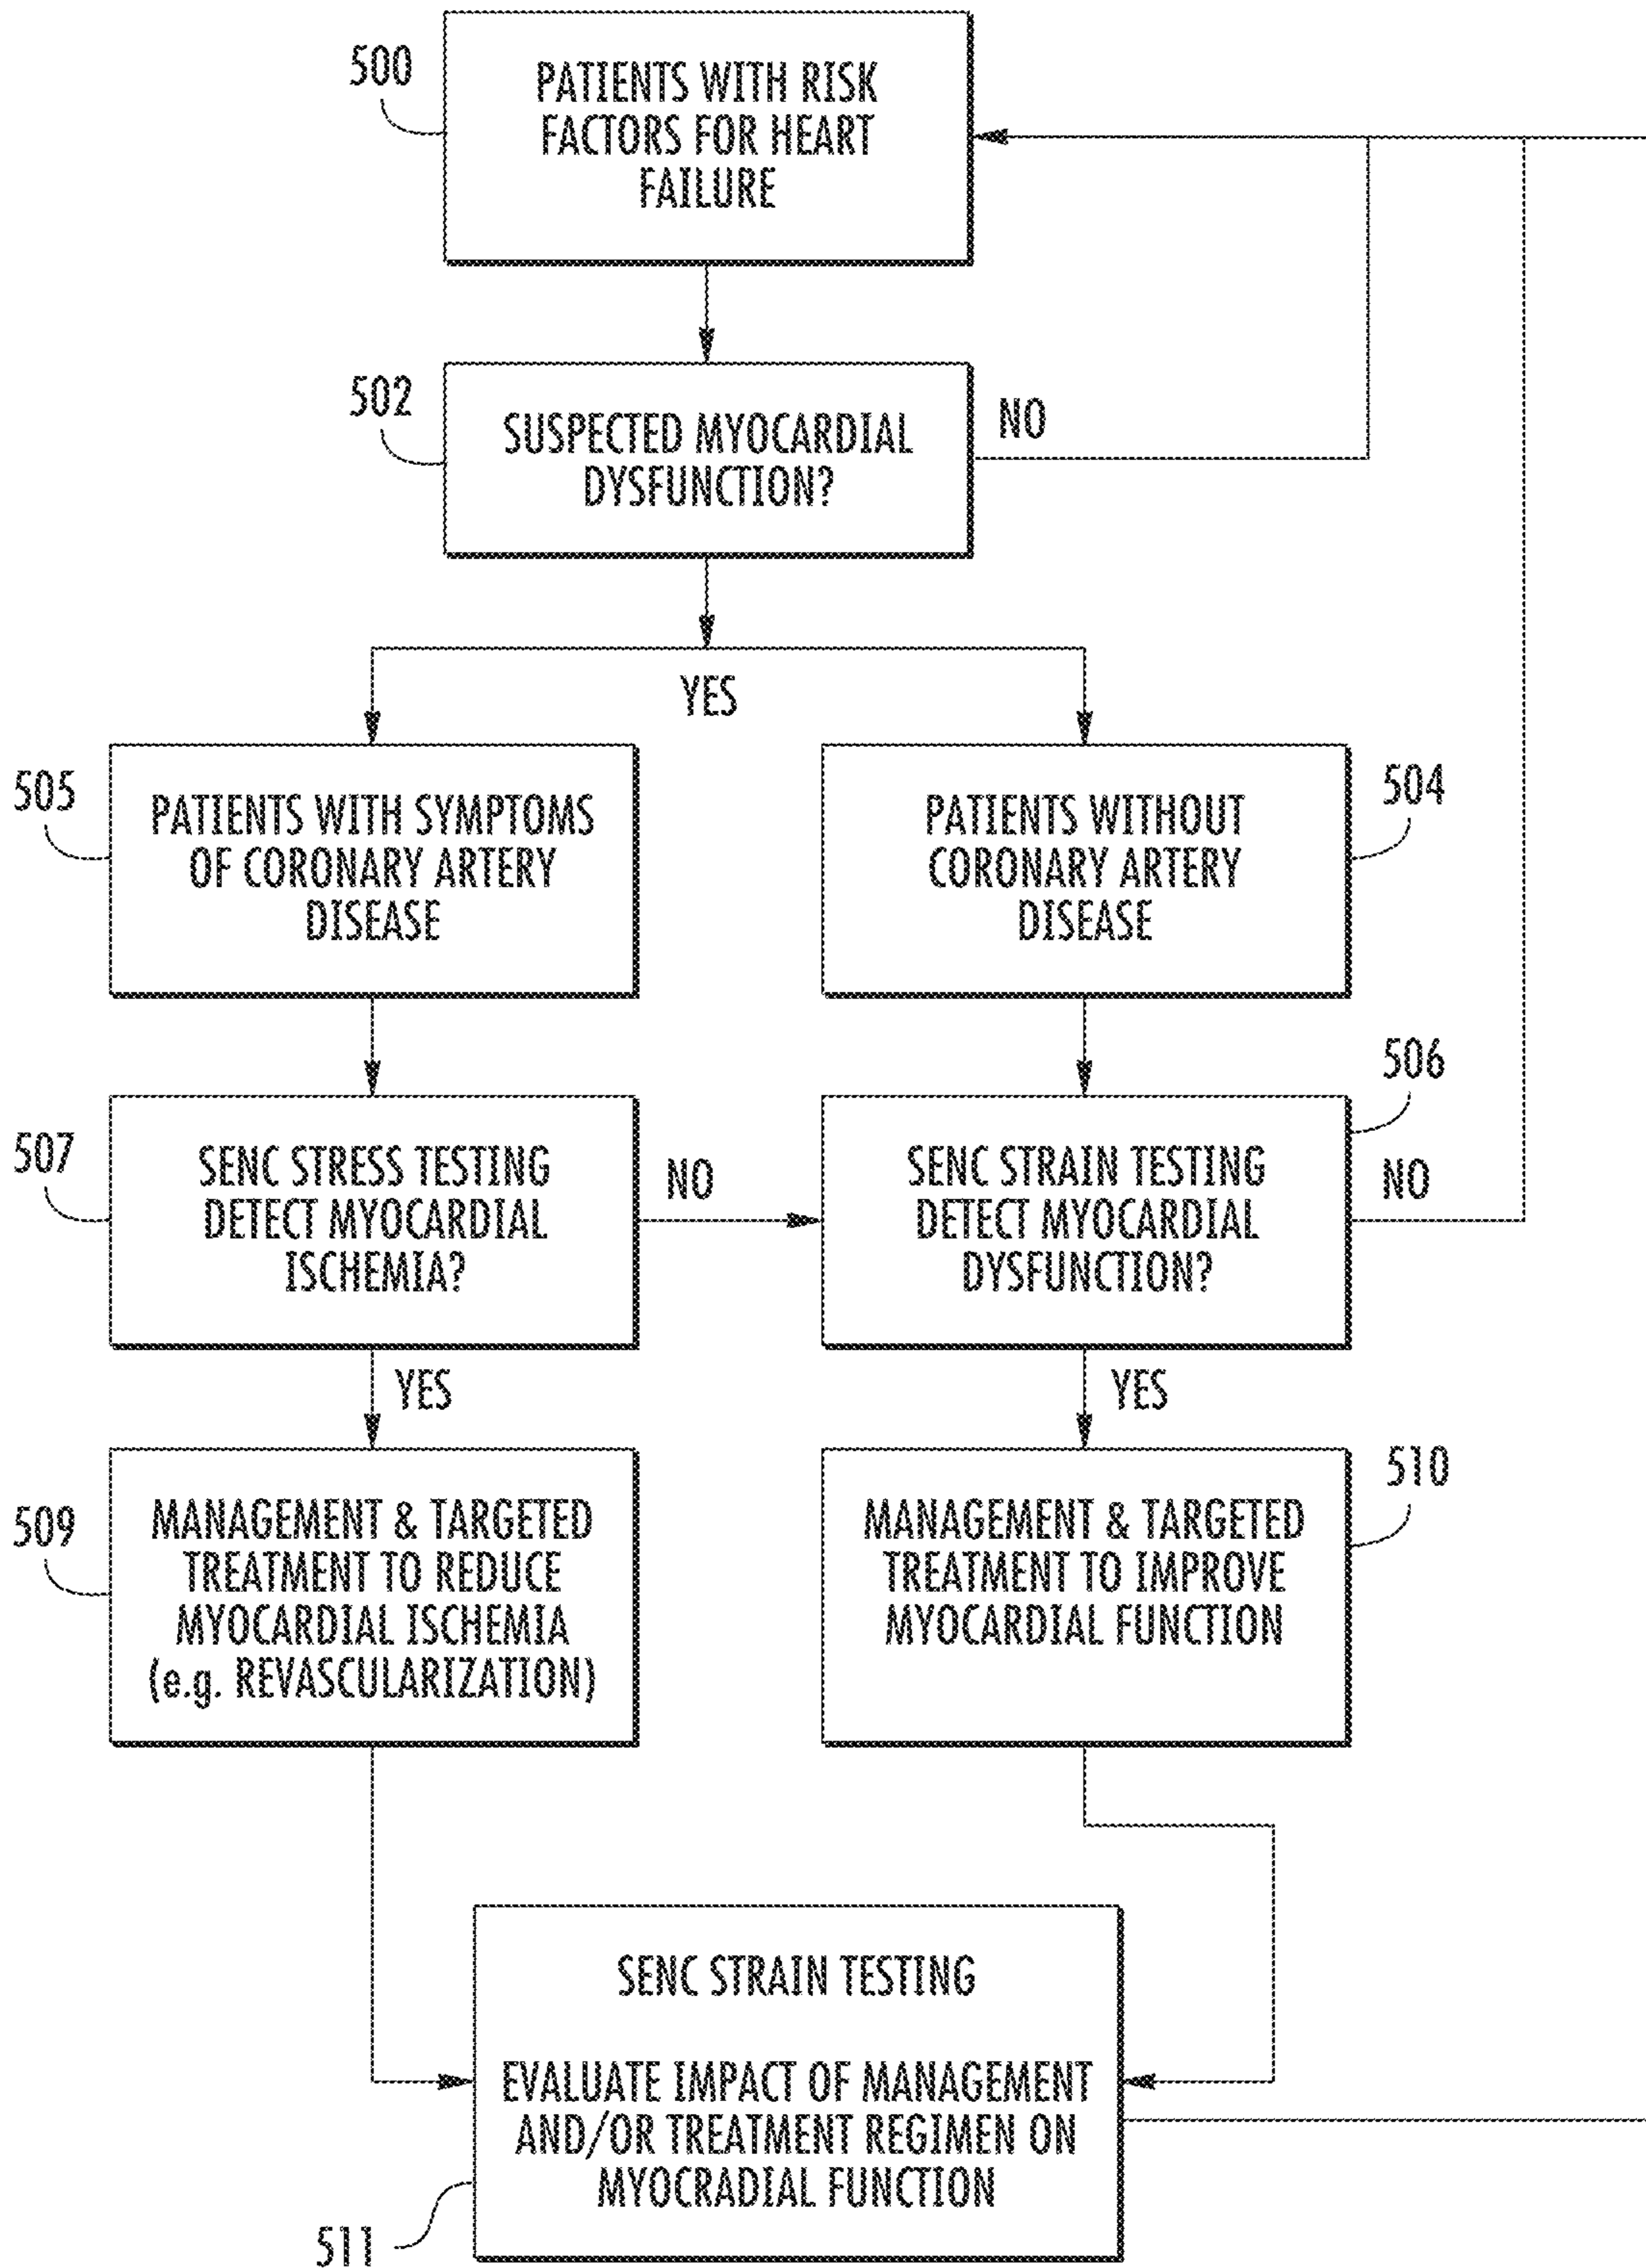 500
PATIENTS WITH RISK
FACTORS FOR HEART
FAILURE
502
SUSPECTED MYOCARDIAL
DYSFUNCTION?
NO
YES
505
PATIENTS WITH SYMPTOMS
OF CORONARY ARTERY
DISEASE
PATIENTS WITHOUT
CORONARY ARTERY
DISEASE
504
507
SENC STRESS TESTING
DETECT MYOCARDIAL
ISCHEMIA?
NO
SENC STRAIN TESTING
DETECT MYOCARDIAL
DYSFUNCTION?
506
NO
YES
YES
509
MANAGEMENT & TARGETED
TREATMENT TO REDUCE
MYOCARDIAL ISCHEMIA
(e.g. REVASCULARIZATION)
MANAGEMENT & TARGETED
TREATMENT TO IMPROVE
MYOCARDIAL FUNCTION
510
SENC STRAIN TESTING
EVALUATE IMPACT OF MANAGEMENT
AND/OR TREATMENT REGIMEN ON
MYOCRADIAL FUNCTION
511